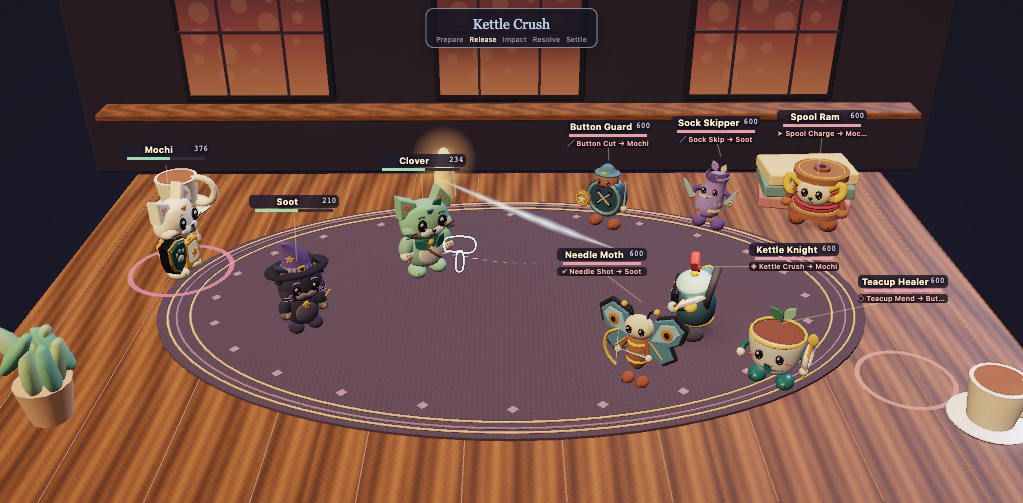 Kettle Crush
Prepare Release Impact Resolve Settle
Mochi 376
Soot 210
Clover 234
Button Guard 600
Button Cut → Mochi
Sock Skipper 600
Sock Skip → Soot
Spool Ram 600
Spool Charge → Moc...
Needle Moth 600
Needle Shot → Soot
Kettle Knight 600
Kettle Crush → Mochi
Teacup Healer 600
Teacup Mend → But...